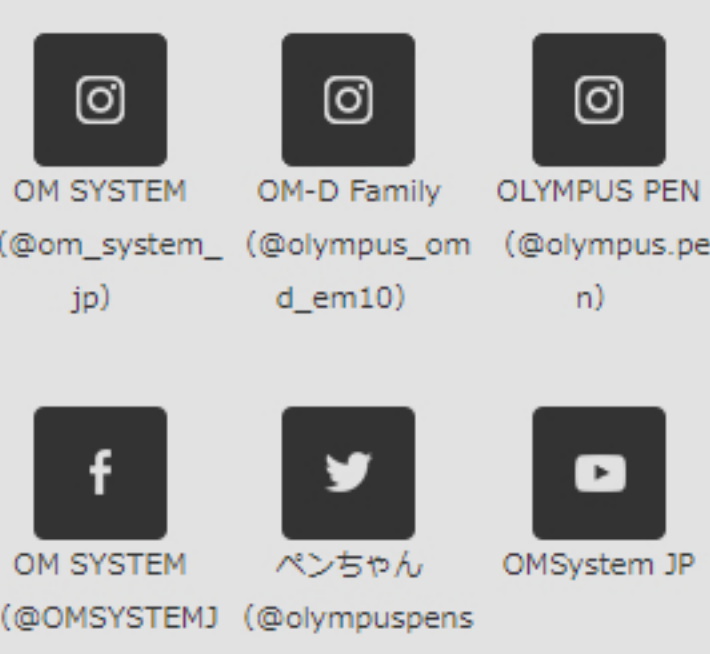 OM SYSTEM
（@om_system_
jp）
OM-D Family
（@olympus_om
d_em10）
OLYMPUS PEN
（@olympus.pe
n）
OM SYSTEM
（@OMSYSTEMJ
ペンちゃん
（@olympuspens
OMSystem JP